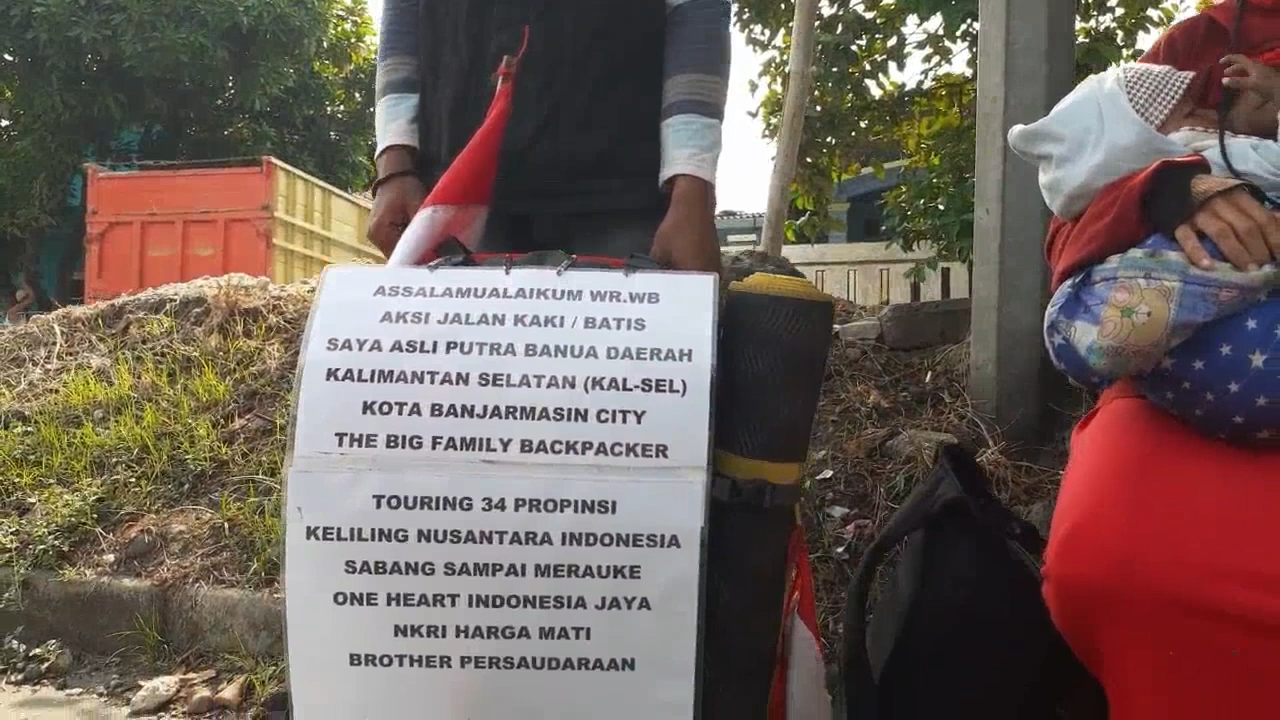 ASSALAMUALAIKUM WR.WB
AKSI JALAN KAKI / BATIS
SAYA ASLI PUTRA BANUA DAERAH
KALIMANTAN SELATAN (KAL-SEL)
KOTA BANJARMASIN CITY
THE BIG FAMILY BACKPACKER
TOURING 34 PROPINSI
KELILING NUSANTARA INDONESIA
SABANG SAMPAI MERAUKE
ONE HEART INDONESIA JAYA
NKRI HARGA MATI
BROTHER PERSAUDARAAN